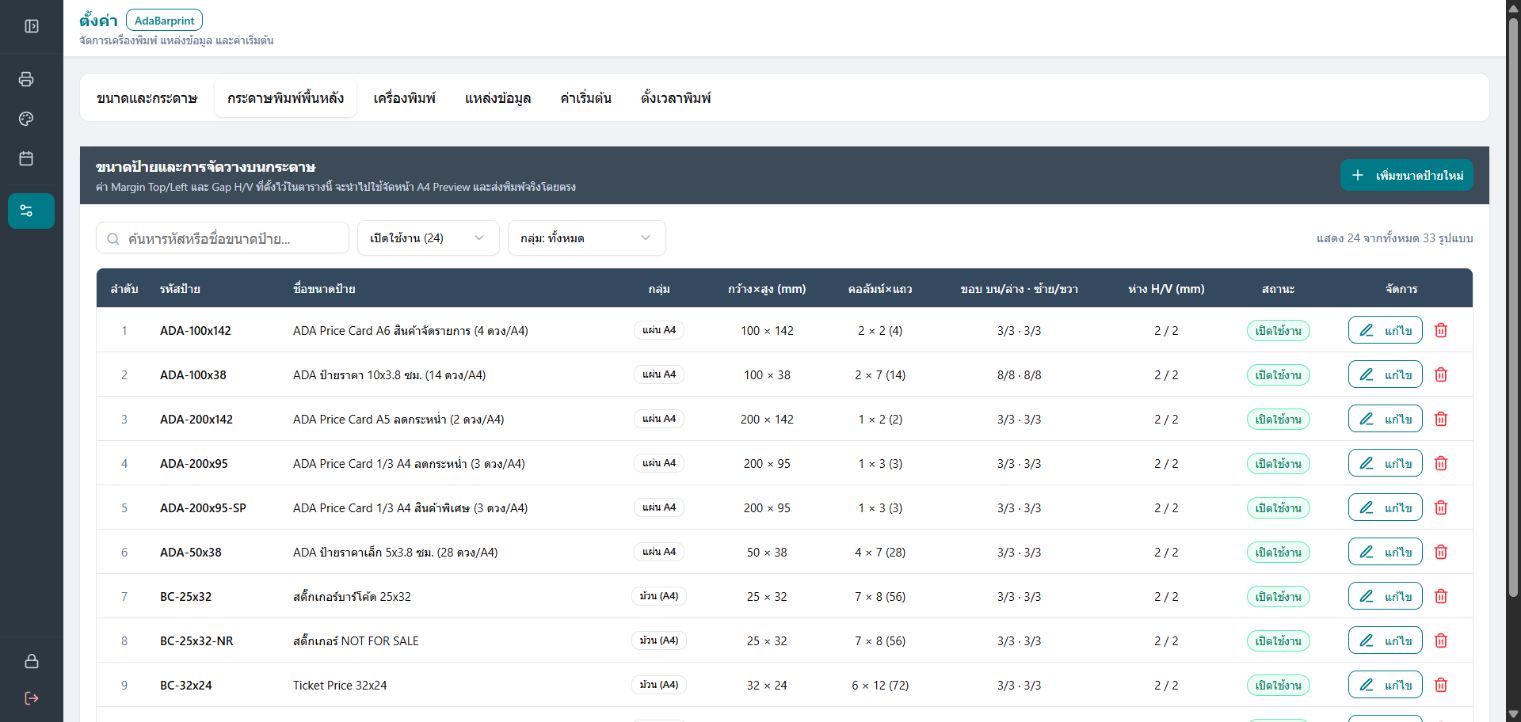 ตั้งค่า AdaBarprint
จัดการเครื่องพิมพ์ แหล่งข้อมูล และค่าเริ่มต้น
ขนาดและกระดาษ กระดาษพิมพ์พื้นหลัง เครื่องพิมพ์ แหล่งข้อมูล ค่าเริ่มต้น ตั้งเวลาพิมพ์
ขนาดป้ายและการจัดวางบนกระดาษ
ค่า Margin Top/Left และ Gap H/V ที่ตั้งไว้ในตารางนี้ จะนำไปใช้จัดหน้า A4 Preview และส่งพิมพ์จริงโดยตรง
+ เพิ่มขนาดป้ายใหม่
ค้นหารหัสหรือชื่อขนาดป้าย... เปิดใช้งาน (24) กลุ่ม: ทั้งหมด แสดง 24 จากทั้งหมด 33 รูปแบบ
ลำดับ รหัสป้าย ชื่อขนาดป้าย กลุ่ม กว้าง×สูง (mm) คอลัมน์×แถว ขอบ บน/ล่าง · ซ้าย/ขวา ห่าง H/V (mm) สถานะ จัดการ
1 ADA-100x142 ADA Price Card A6 สินค้าจัดรายการ (4 ดวง/A4) แผ่น A4 100 × 142 2 × 2 (4) 3/3 · 3/3 2 / 2 เปิดใช้งาน แก้ไข
2 ADA-100x38 ADA ป้ายราคา 10x3.8 ซม. (14 ดวง/A4) แผ่น A4 100 × 38 2 × 7 (14) 8/8 · 8/8 2 / 2 เปิดใช้งาน แก้ไข
3 ADA-200x142 ADA Price Card A5 ลดกระหน่ำ (2 ดวง/A4) แผ่น A4 200 × 142 1 × 2 (2) 3/3 · 3/3 2 / 2 เปิดใช้งาน แก้ไข
4 ADA-200x95 ADA Price Card 1/3 A4 ลดกระหน่ำ (3 ดวง/A4) แผ่น A4 200 × 95 1 × 3 (3) 3/3 · 3/3 2 / 2 เปิดใช้งาน แก้ไข
5 ADA-200x95-SP ADA Price Card 1/3 A4 สินค้าพิเศษ (3 ดวง/A4) แผ่น A4 200 × 95 1 × 3 (3) 3/3 · 3/3 2 / 2 เปิดใช้งาน แก้ไข
6 ADA-50x38 ADA ป้ายราคาเล็ก 5x3.8 ซม. (28 ดวง/A4) แผ่น A4 50 × 38 4 × 7 (28) 3/3 · 3/3 2 / 2 เปิดใช้งาน แก้ไข
7 BC-25x32 สติ๊กเกอร์บาร์โค้ด 25x32 ม้วน (A4) 25 × 32 7 × 8 (56) 3/3 · 3/3 2 / 2 เปิดใช้งาน แก้ไข
8 BC-25x32-NR สติ๊กเกอร์ NOT FOR SALE ม้วน (A4) 25 × 32 7 × 8 (56) 3/3 · 3/3 2 / 2 เปิดใช้งาน แก้ไข
9 BC-32x24 Ticket Price 32x24 ม้วน (A4) 32 × 24 6 × 12 (72) 3/3 · 3/3 2 / 2 เปิดใช้งาน แก้ไข